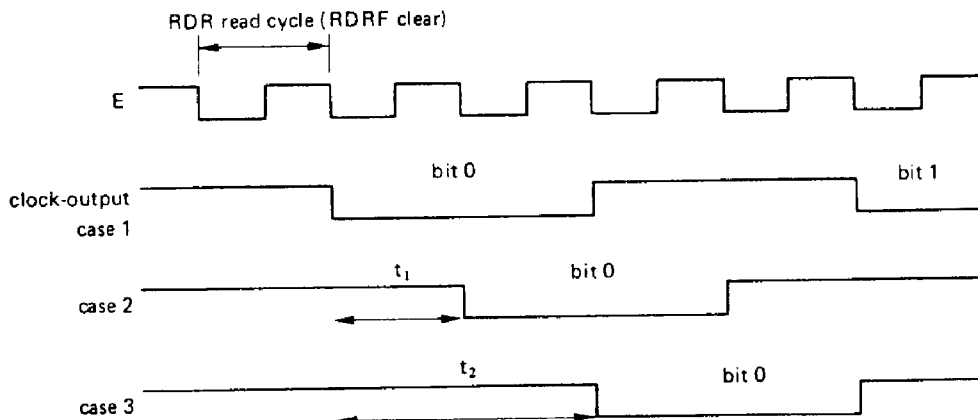 RDR read cycle (RDRF clear)
E
bit 0
bit 1
clock-output
case 1
t₁
bit 0
case 2
t₂
bit 0
case 3